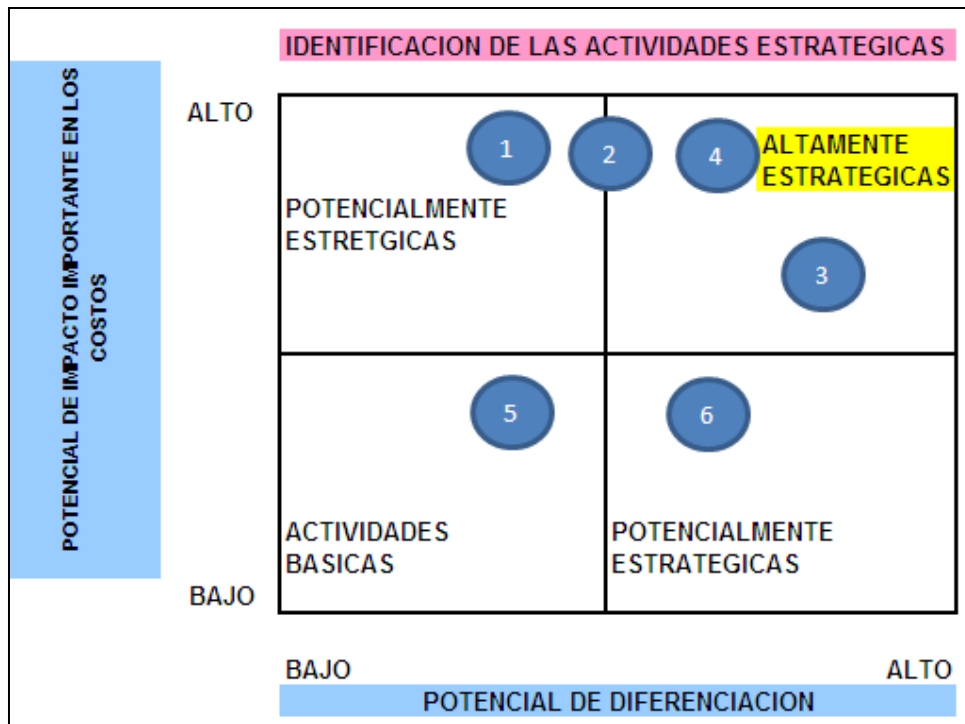 IDENTIFICACION DE LAS ACTIVIDADES ESTRATEGICAS
POTENCIAL DE IMPACTO IMPORTANTE EN LOS
COSTOS
ALTO
1
2
4
ALTAMENTE
ESTRATEGICAS
POTENCIALMENTE
ESTRETGICAS
3
5
6
ACTIVIDADES
BASICAS
POTENCIALMENTE
ESTRATEGICAS
BAJO
BAJO
ALTO
POTENCIAL DE DIFERENCIACION